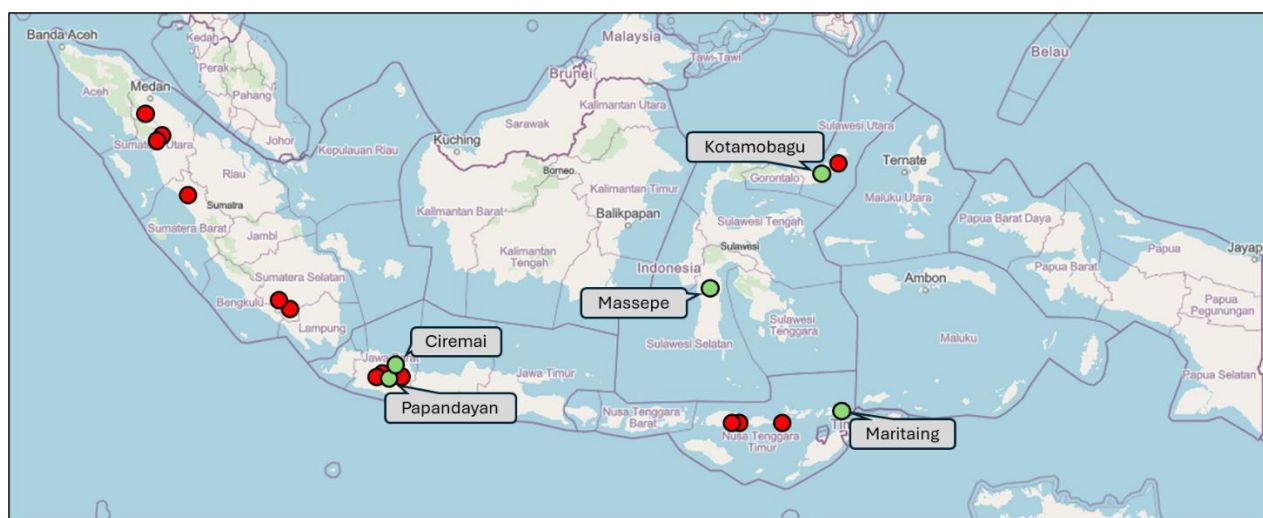 Banda Aceh
Kedah
Perak
Pahang
Johor
Malaysia
Tawi-Tawi
Belau
Brunei
Aceh
Medan
Sumatera Utara
Kalimantan Utara
Sarawak
Kuching
Kepulauan Riau
Riau
Sumatra
Sumatera Barat
Jambi
Sumatera Selatan
Bengkulu
Lampung
Borneo
Kalimantan Timur
Kalimantan Barat
Balikpapan
Kalimantan
Tengah
Kotamobagu
Sulawesi Utara
Gorontalo
Ternate
Maluku Utara
Sulawesi Tengah
Sulawesi
Indonesia
Massepe
Sulawesi
Tenggara
Sulawesi Selatan
Papua Barat Daya
Papua Barat
Papua
Papua
Pegunungan
Papua Selatan
Ambon
Maluku
Ciremai
Papandayan
Jawa Timur
Nusa Tenggara
Barat
Nusa Tenggara
Timur
Maritaing